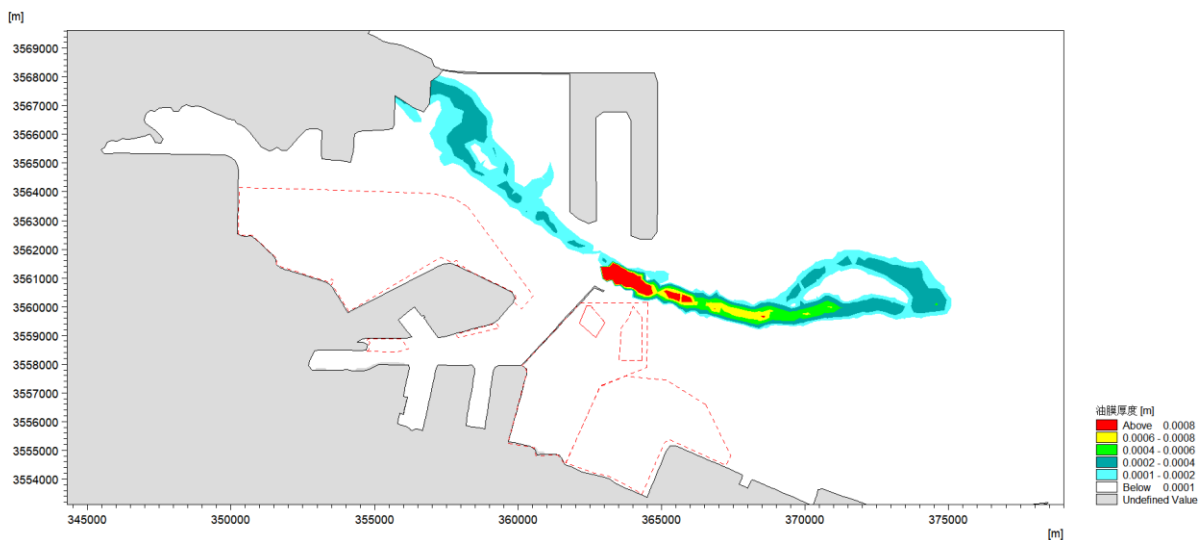 [m]
3569000
3568000
3567000
3566000
3565000
3564000
3563000
3562000
3561000
3560000
3559000
3558000
3557000
3556000
3555000
3554000
345000 350000 355000 360000 365000 370000 375000
[m]
油膜厚度 [m]
Above 0.0008
0.0006 - 0.0008
0.0004 - 0.0006
0.0002 - 0.0004
0.0001 - 0.0002
Below 0.0001
Undefined Value